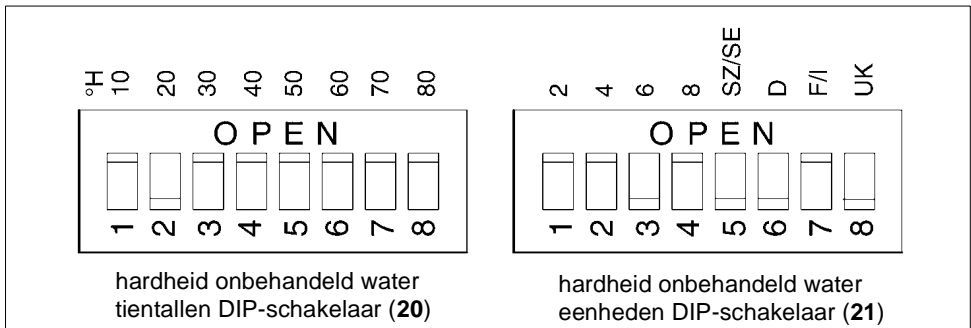 °H 10 20 30 40 50 60 70 80
OPEN
1 2 3 4 5 6 7 8
hardheid onbehandeld water
tientallen DIP-schakelaar (20)
2 4 6 8 SZ/SE D F/I UK
OPEN
1 2 3 4 5 6 7 8
hardheid onbehandeld water
eenheden DIP-schakelaar (21)